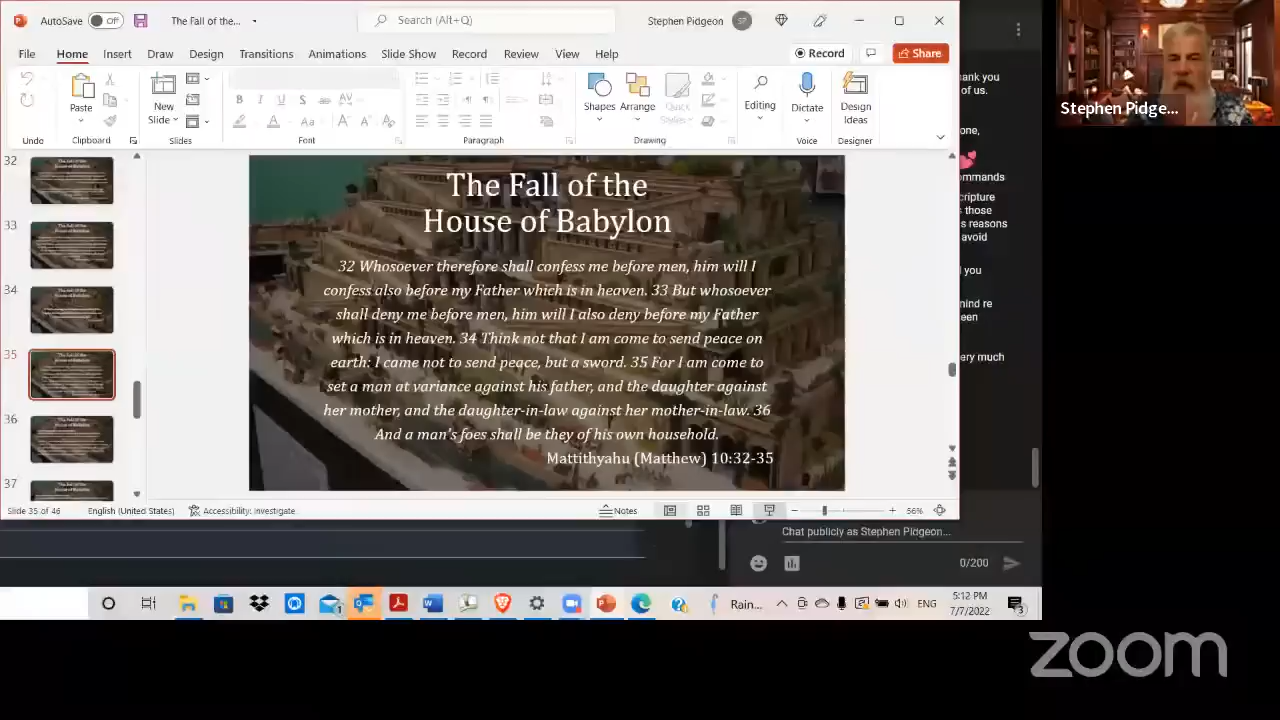 AutoSave
Off
The Fall of the...
Search (Alt+Q)
Stephen Pidgeon
SP
File
Home
Insert
Draw
Design
Transitions
Animations
Slide Show
Record
Review
View
Help
Record
Share
Paste
New
Slide
B I U S ab AV
A Aa
Shapes
Arrange
Quick
Styles
Editing
Dictate
Design
Ideas
Undo
Clipboard
Slides
Font
Paragraph
Drawing
Voice
Designer
32
33
34
35
36
37
The Fall of the
House of Babylon
32 Whosoever therefore shall confess me before men, him will I
confess also before my Father which is in heaven. 33 But whosoever
shall deny me before men, him will I also deny before my Father
which is in heaven. 34 Think not that I am come to send peace on
earth: I came not to send peace, but a sword. 35 For I am come to
set a man at variance against his father, and the daughter against
her mother, and the daughter-in-law against her mother-in-law. 36
And a man's foes shall be they of his own household.
Mattithyahu (Matthew) 10:32-35
Slide 35 of 46
English (United States)
Accessibility: Investigate
Notes
56%
ank you
of us.
one,
ommands
cripture
those
s reasons
avoid
you
ind re
een
ery much
Chat publicly as Stephen Pidgeon...
0/200
Rain...
ENG
5:12 PM
7/7/2022
3
Stephen Pidge...
zoom